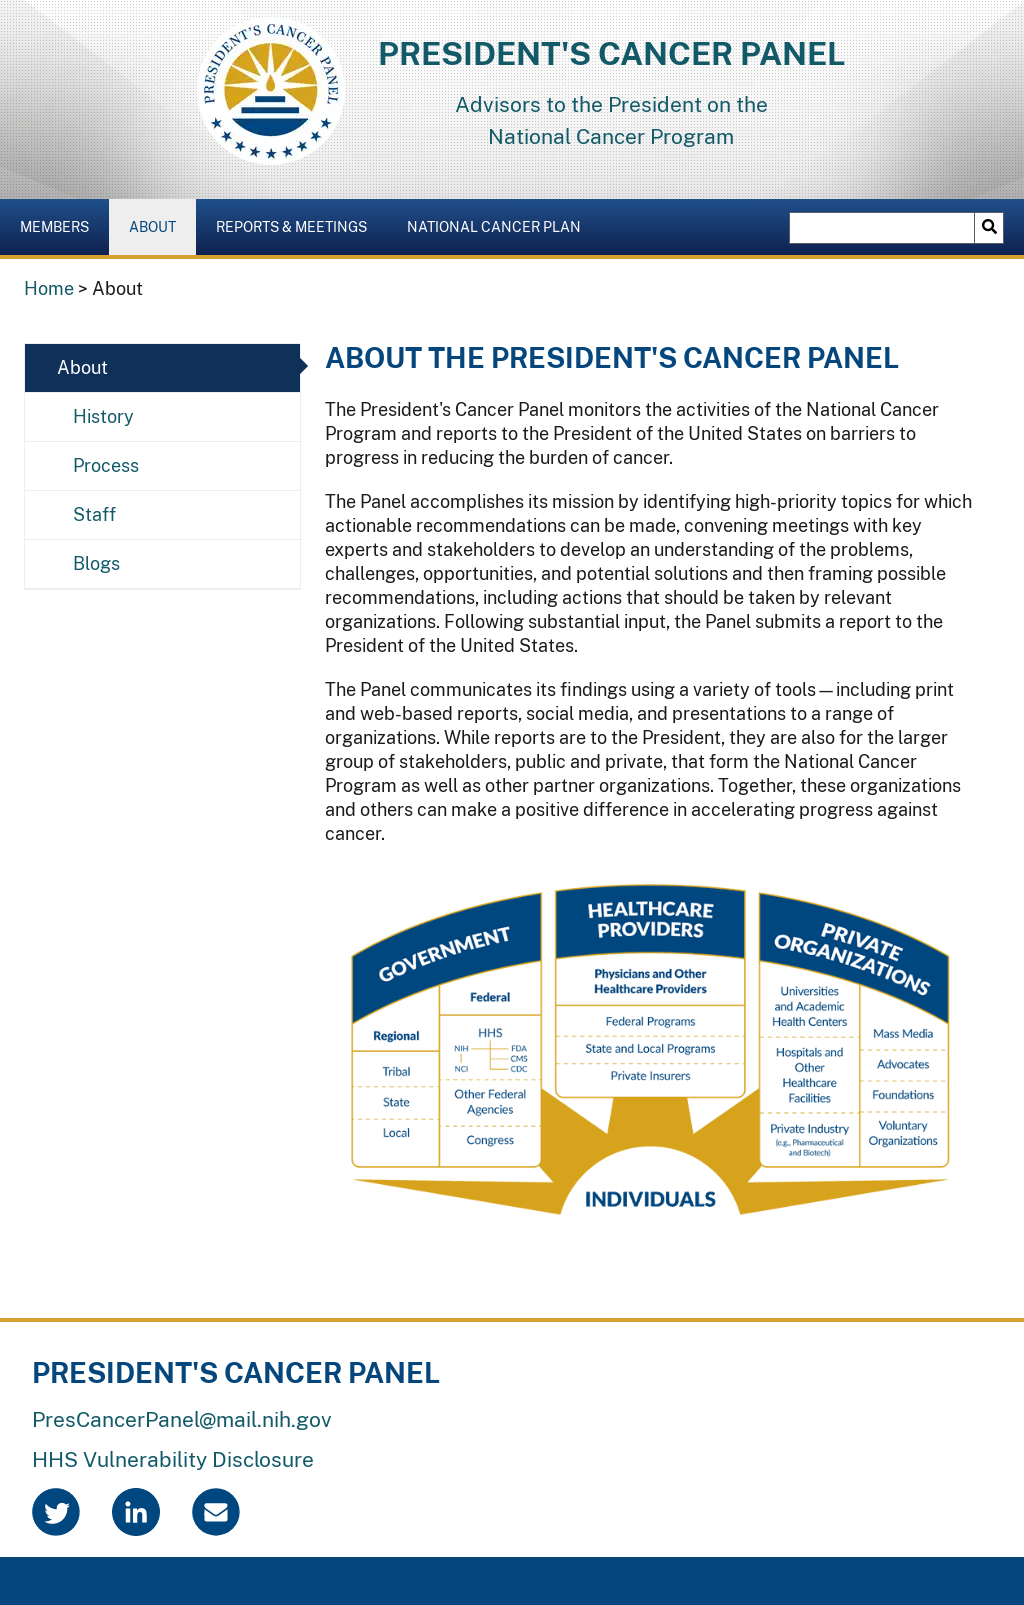 PRESIDENT'S CANCER PANEL
PRESIDENT'S CANCER PANEL
Advisors to the President on the
National Cancer Program
MEMBERS
ABOUT
REPORTS & MEETINGS
NATIONAL CANCER PLAN
Home > About
About
History
Process
Staff
Blogs
ABOUT THE PRESIDENT'S CANCER PANEL
The President's Cancer Panel monitors the activities of the National Cancer
Program and reports to the President of the United States on barriers to
progress in reducing the burden of cancer.
The Panel accomplishes its mission by identifying high-priority topics for which
actionable recommendations can be made, convening meetings with key
experts and stakeholders to develop an understanding of the problems,
challenges, opportunities, and potential solutions and then framing possible
recommendations, including actions that should be taken by relevant
organizations. Following substantial input, the Panel submits a report to the
President of the United States.
The Panel communicates its findings using a variety of tools—including print
and web-based reports, social media, and presentations to a range of
organizations. While reports are to the President, they are also for the larger
group of stakeholders, public and private, that form the National Cancer
Program as well as other partner organizations. Together, these organizations
and others can make a positive difference in accelerating progress against
cancer.
GOVERNMENT
Regional
Tribal
State
Local
Federal
HHS
NIH
NCI
FDA
CMS
CDC
Other Federal
Agencies
Congress
HEALTHCARE
PROVIDERS
Physicians and Other
Healthcare Providers
Federal Programs
State and Local Programs
Private Insurers
PRIVATE
ORGANIZATIONS
Universities
and Academic
Health Centers
Hospitals and
Other
Healthcare
Facilities
Private Industry
(e.g., Pharmaceutical
and Biotech)
Mass Media
Advocates
Foundations
Voluntary
Organizations
INDIVIDUALS
PRESIDENT'S CANCER PANEL
PresCancerPanel@mail.nih.gov
HHS Vulnerability Disclosure
in